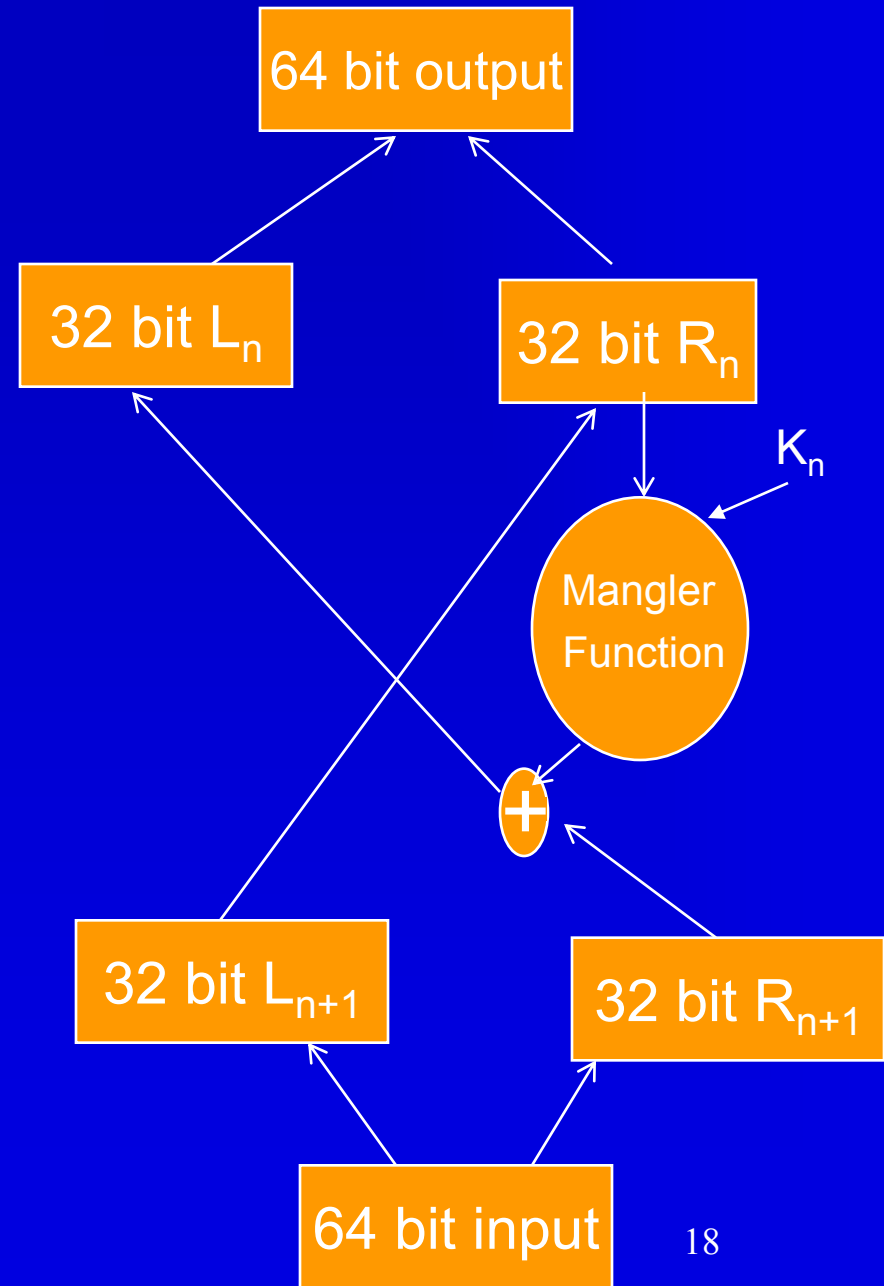 64 bit output
32 bit Lₙ
32 bit Rₙ
Kₙ
Mangler
Function
+
32 bit Lₙ₊₁
32 bit Rₙ₊₁
64 bit input
18